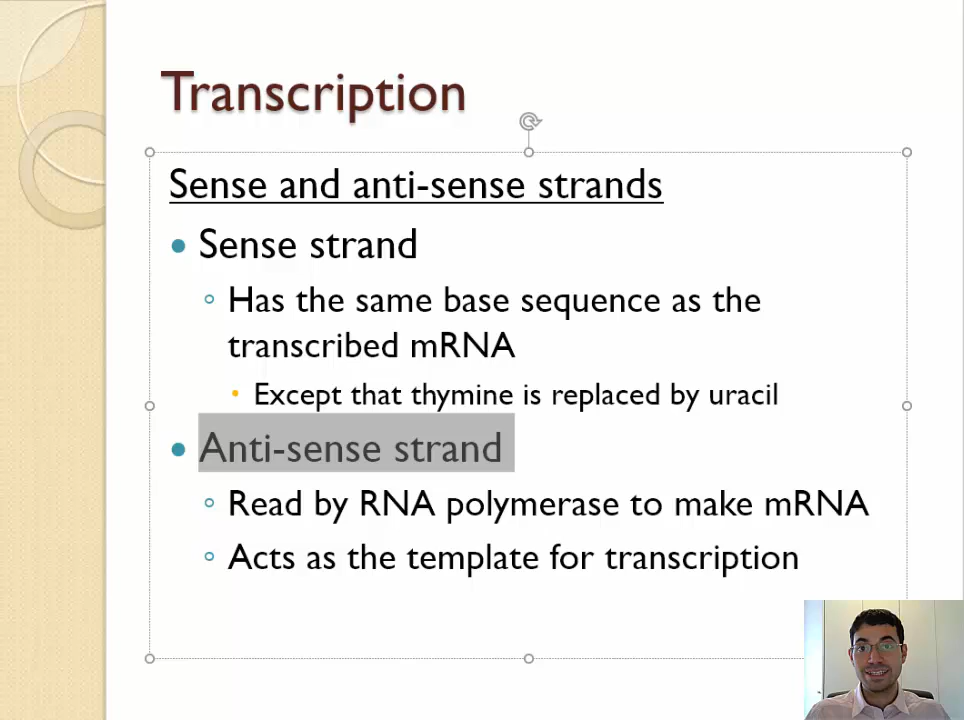 Transcription
Sense and anti-sense strands
Sense strand
Has the same base sequence as the
transcribed mRNA
Except that thymine is replaced by uracil
Anti-sense strand
Read by RNA polymerase to make mRNA
Acts as the template for transcription